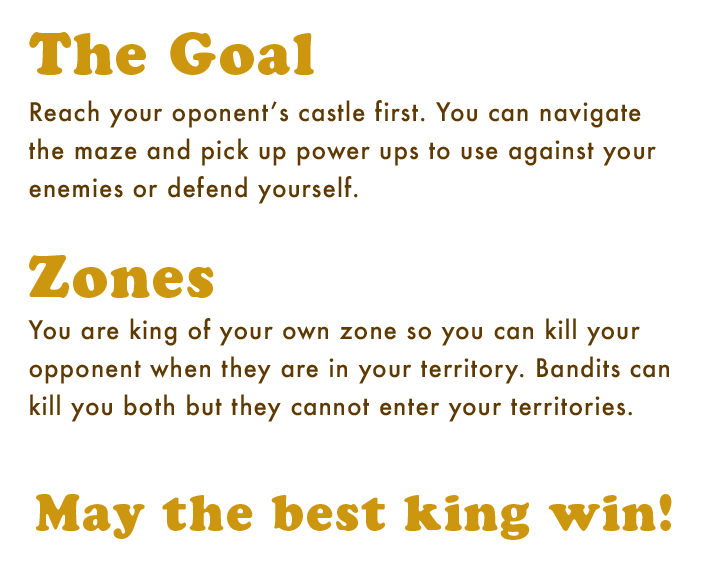 The Goal
Reach your oponent’s castle first. You can navigate
the maze and pick up power ups to use against your
enemies or defend yourself.
Zones
You are king of your own zone so you can kill your
opponent when they are in your territory. Bandits can
kill you both but they cannot enter your territories.
May the best king win!